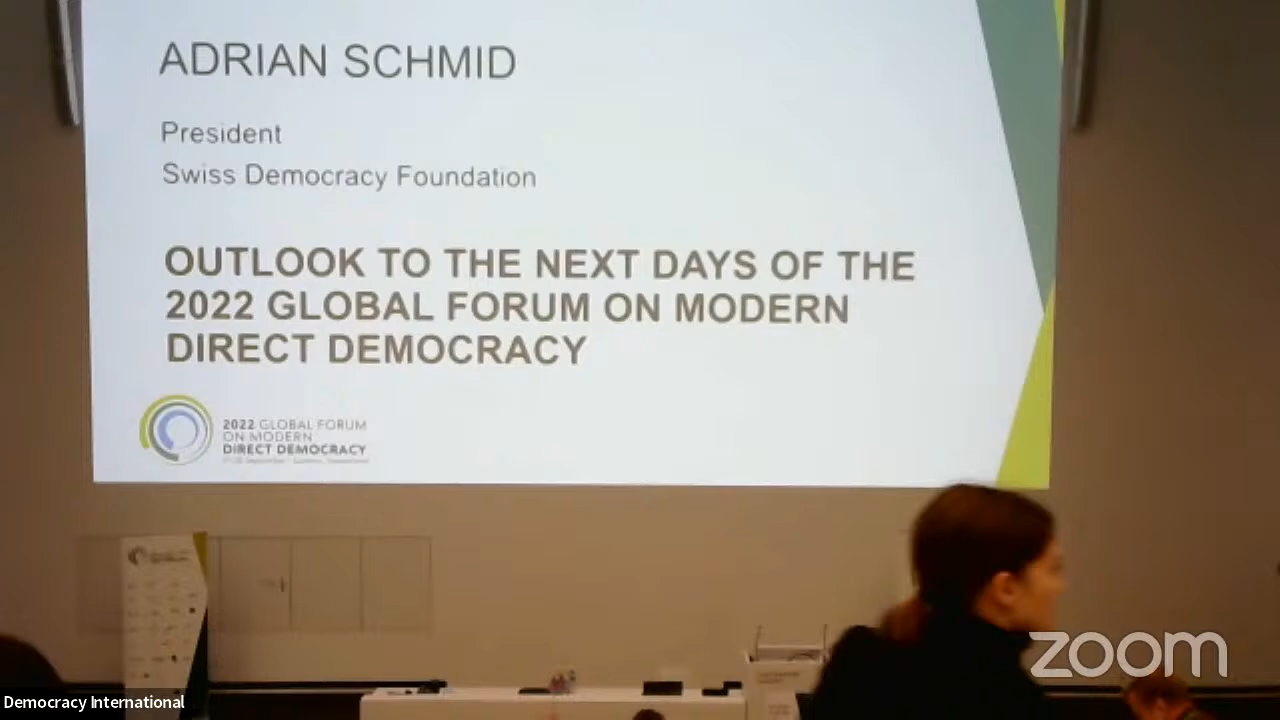 ADRIAN SCHMID
President
Swiss Democracy Foundation
OUTLOOK TO THE NEXT DAYS OF THE
2022 GLOBAL FORUM ON MODERN
DIRECT DEMOCRACY
2022 GLOBAL FORUM
ON MODERN
DIRECT DEMOCRACY
zoom
Democracy International